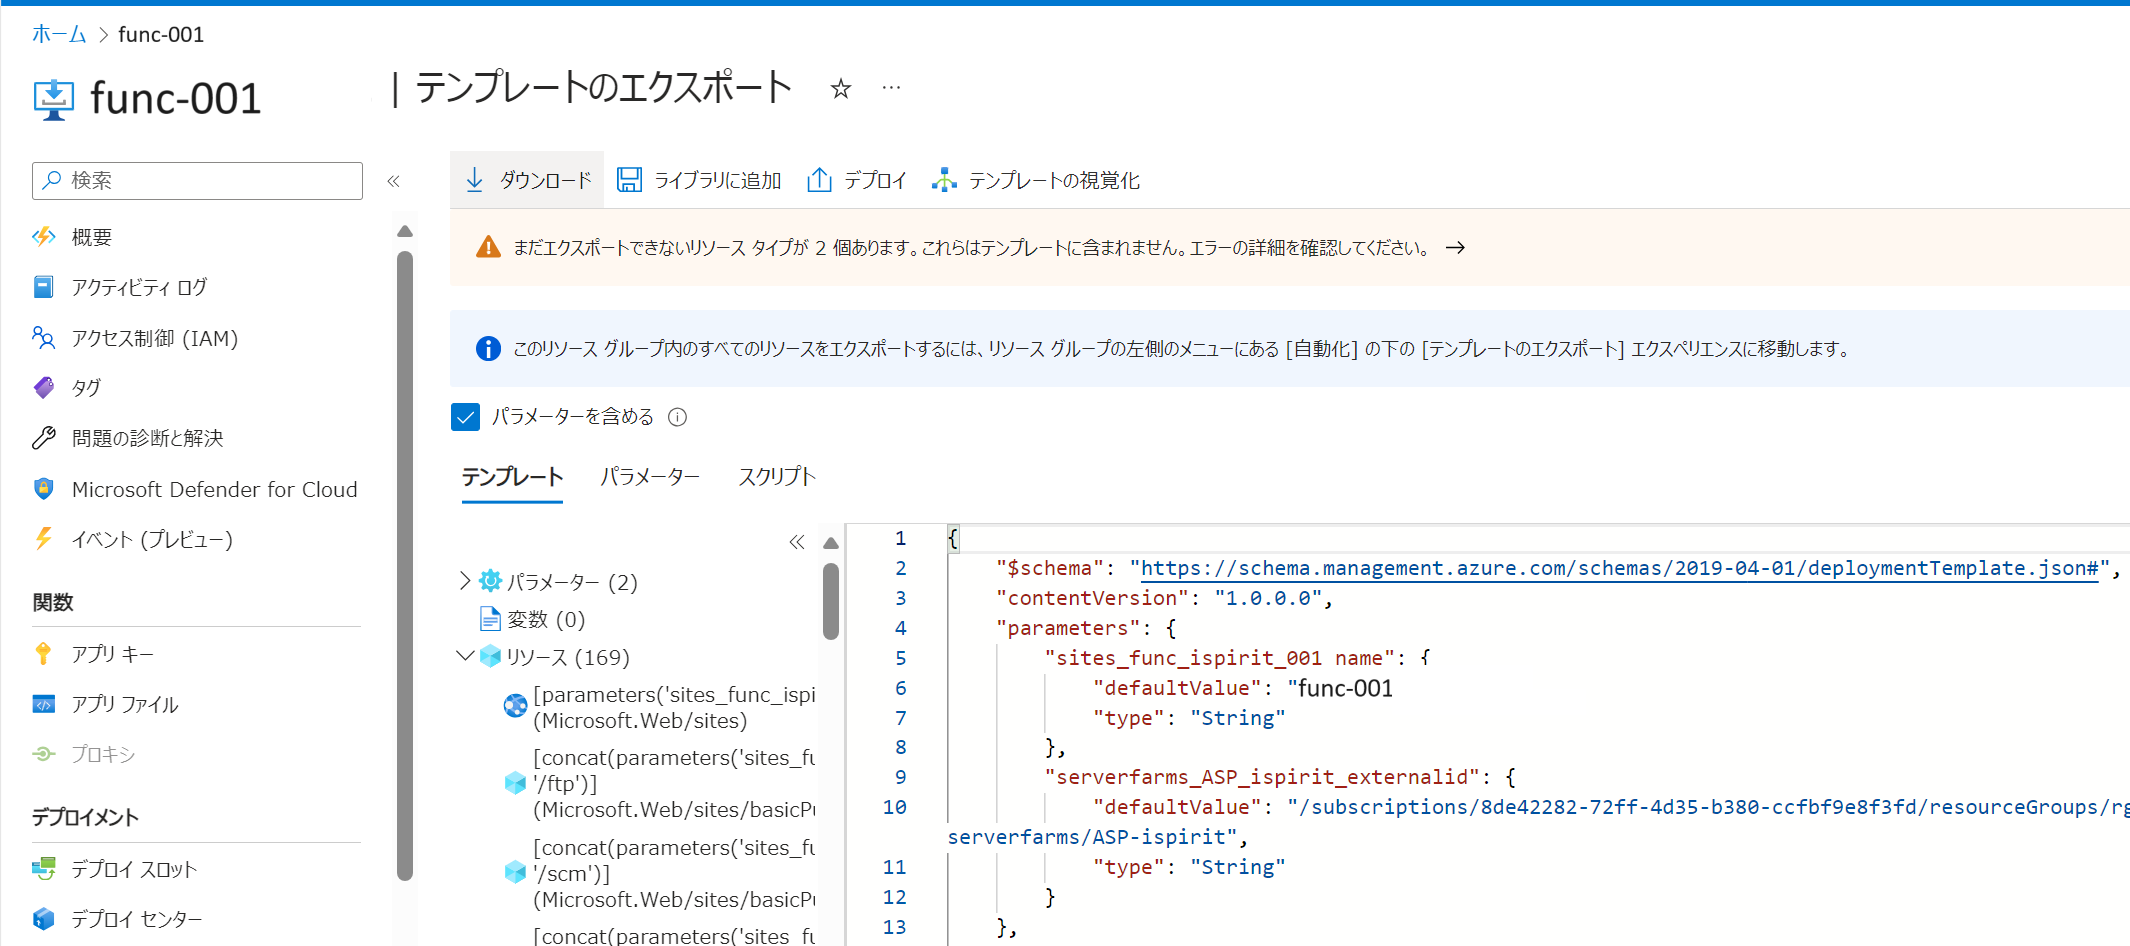 ホーム > func-001
func-001 | テンプレートのエクスポート ☆ …
検索 «
概要
アクティビティ ログ
アクセス制御 (IAM)
タグ
問題の診断と解決
Microsoft Defender for Cloud
イベント (プレビュー)
関数
アプリ キー
アプリ ファイル
プロキシ
デプロイメント
デプロイ スロット
デプロイ センター
ダウンロード ライブラリに追加 デプロイ テンプレートの視覚化
まだエクスポートできないリソース タイプが 2 個あります。これらはテンプレートに含まれません。エラーの詳細を確認してください。 →
このリソース グループ内のすべてのリソースをエクスポートするには、リソース グループの左側のメニューにある [自動化] の下の [テンプレートのエクスポート] エクスペリエンスに移動します。
パラメーターを含める
テンプレート パラメーター スクリプト
«
パラメーター (2)
変数 (0)
リソース (169)
[parameters('sites_func_ispi
(Microsoft.Web/sites)
[concat(parameters('sites_fu
'/ftp')]
(Microsoft.Web/sites/basicPu
[concat(parameters('sites_fu
'/scm')]
(Microsoft.Web/sites/basicPu
[concat(parameters('sites_fu
1 {
2 "$schema": "https://schema.management.azure.com/schemas/2019-04-01/deploymentTemplate.json#",
3 "contentVersion": "1.0.0.0",
4 "parameters": {
5 "sites_func_ispirit_001 name": {
6 "defaultValue": "func-001
7 "type": "String"
8 },
9 "serverfarms_ASP_ispirit_externalid": {
10 "defaultValue": "/subscriptions/8de42282-72ff-4d35-b380-ccfbf9e8f3fd/resourceGroups/rg
serverfarms/ASP-ispirit",
11 "type": "String"
12 }
13 },